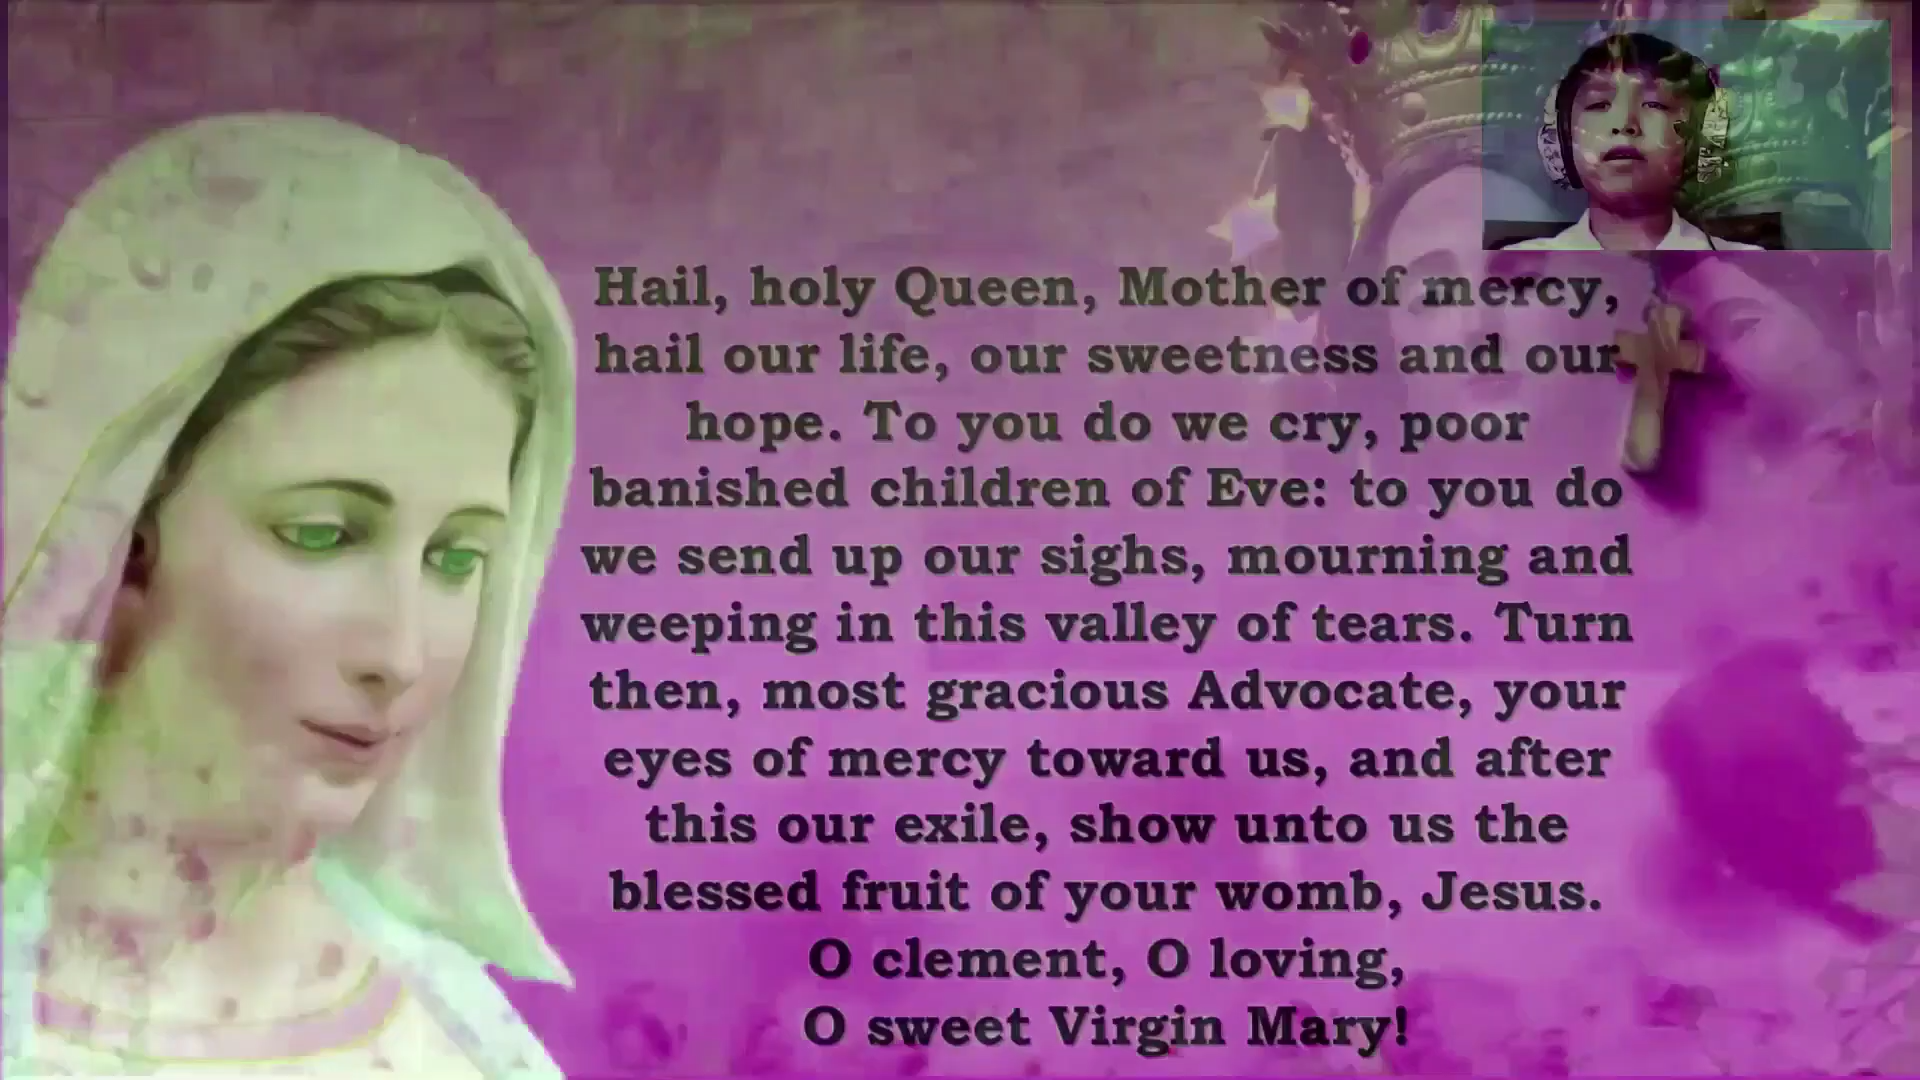 Hail, holy Queen, Mother of mercy,
hail our life, our sweetness and our
hope. To you do we cry, poor
banished children of Eve: to you do
we send up our sighs, mourning and
weeping in this valley of tears. Turn
then, most gracious Advocate, your
eyes of mercy toward us, and after
this our exile, show unto us the
blessed fruit of your womb, Jesus.
O clement, O loving,
O sweet Virgin Mary!